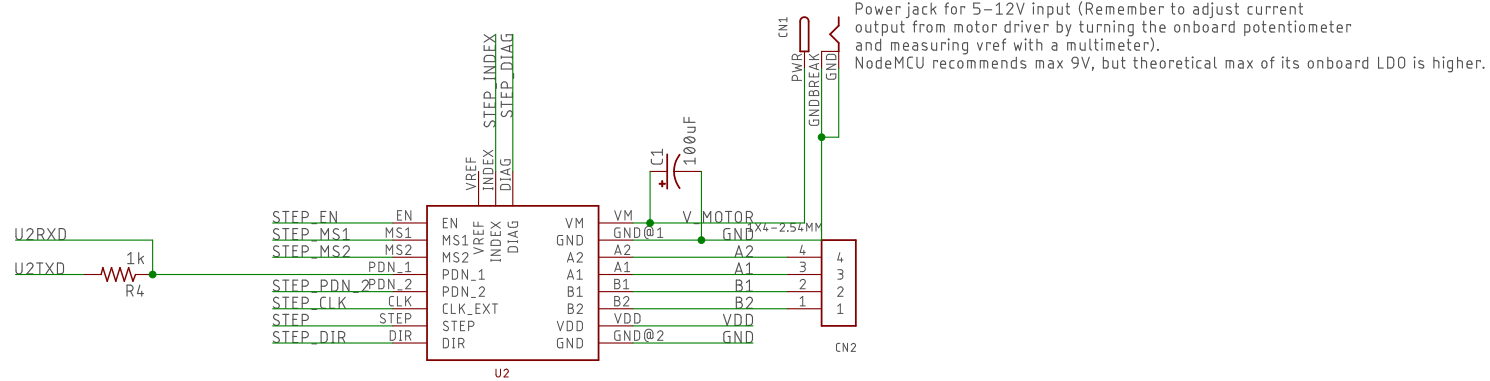 Power jack for 5-12V input (Remember to adjust current
output from motor driver by turning the onboard potentiometer
and measuring vref with a multimeter).
NodeMCU recommends max 9V, but theoretical max of its onboard LDO is higher.
CN1
PWR
GNDBREAK
GND
STEP_INDEX
STEP_DIAG
C1
100uF
VREF
INDEX
DIAG
STEP_EN EN EN VREF INDEX DIAG VM VM V_MOTOR
1X4-2.54MM
U2RXD STEP_MS1 MS1 MS1 GND GND@1 GND
STEP_MS2 MS2 MS2 A2 A2 A2 4 4
1k
U2TXD PDN_1 PDN_1 A1 A1 A1 3 3
R4
STEP_PDN_2 PDN_2 PDN_2 B1 B1 B1 2 2
STEP_CLK CLK CLK_EXT B2 B2 B2 1 1
STEP STEP STEP VDD VDD VDD
STEP_DIR DIR DIR GND GND@2 GND
CN2
U2